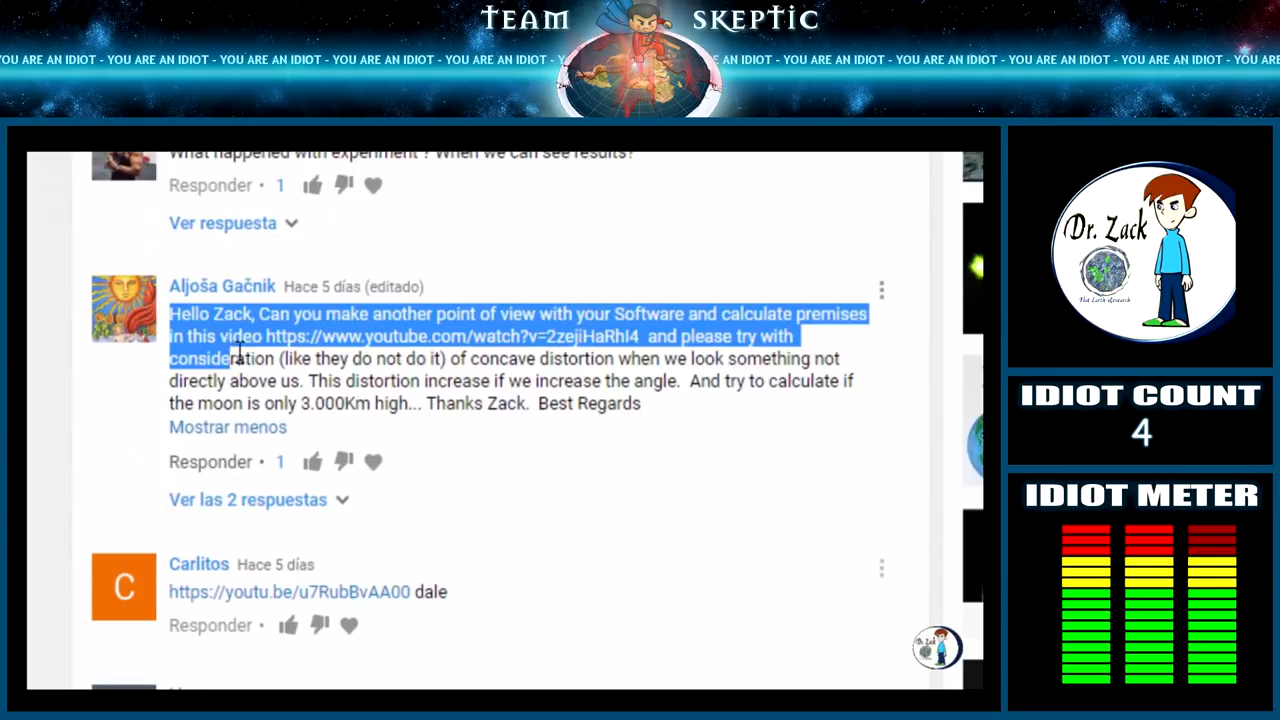 TEAM SKEPTIC
YOU ARE AN IDIOT - YOU ARE AN IDIOT - YOU ARE AN IDIOT - YOU ARE AN IDIOT - YOU ARE AN IDIOT - AN IDIOT - YOU ARE AN IDIOT - YOU ARE AN IDIOT - YOU ARE AN IDIOT - YOU ARE AN IDIOT - YOU ARE
What happened with experiment ? When we can see results?
Responder • 1
Ver respuesta
Aljoša Gačnik Hace 5 días (editado)
Hello Zack, Can you make another point of view with your Software and calculate premises
in this video https://www.youtube.com/watch?v=2zejiHaRhI4 and please try with
consideration (like they do not do it) of concave distortion when we look something not
directly above us. This distortion increase if we increase the angle. And try to calculate if
the moon is only 3.000Km high... Thanks Zack. Best Regards
Mostrar menos
Responder • 1
Ver las 2 respuestas
C
Carlitos Hace 5 días
https://youtu.be/u7RubBvAA00 dale
Responder •
Dr. Zack
Dr. Zack
Flat Earth Research
IDIOT COUNT
4
IDIOT METER